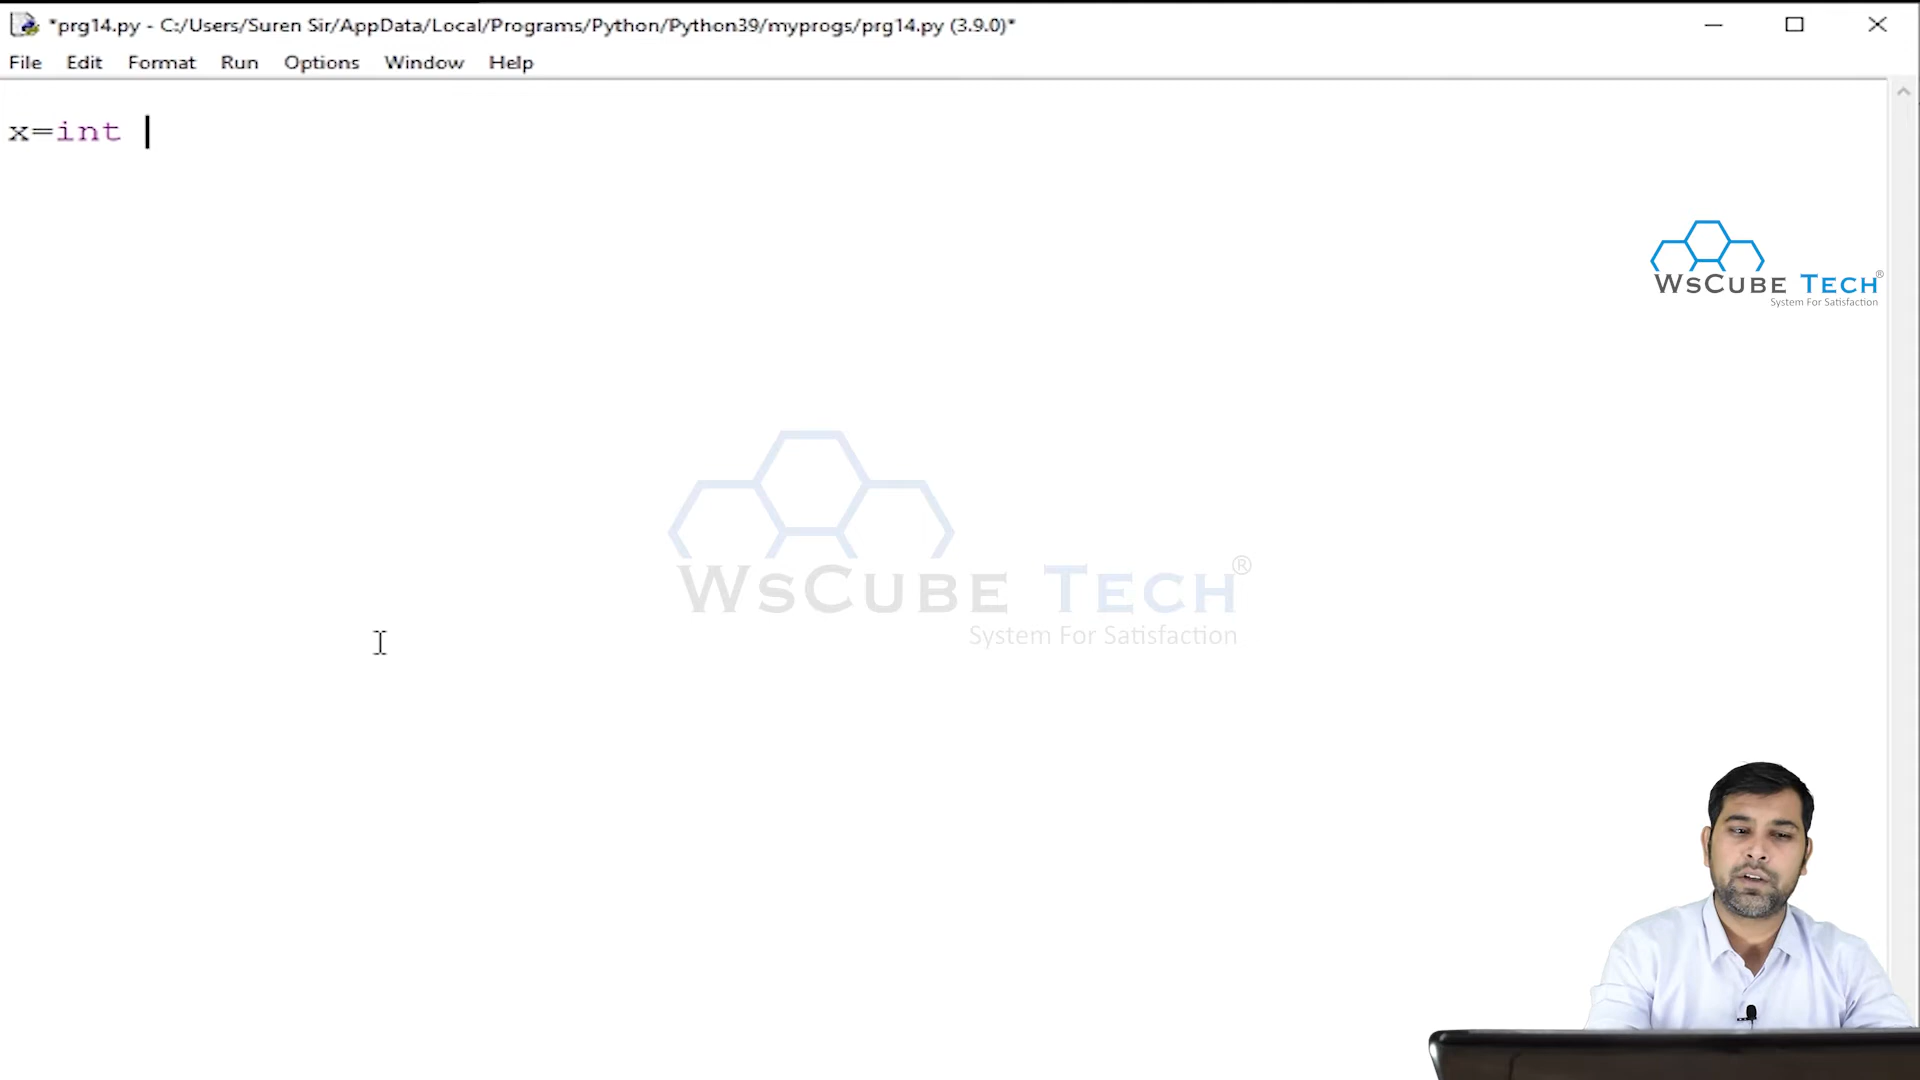 *prg14.py - C:/Users/Suren Sir/AppData/Local/Programs/Python/Python39/myprogs/prg14.py (3.9.0)*
File Edit Format Run Options Window Help
x=int
WsCube Tech®
System For Satisfaction
WsCube Tech®
System For Satisfaction